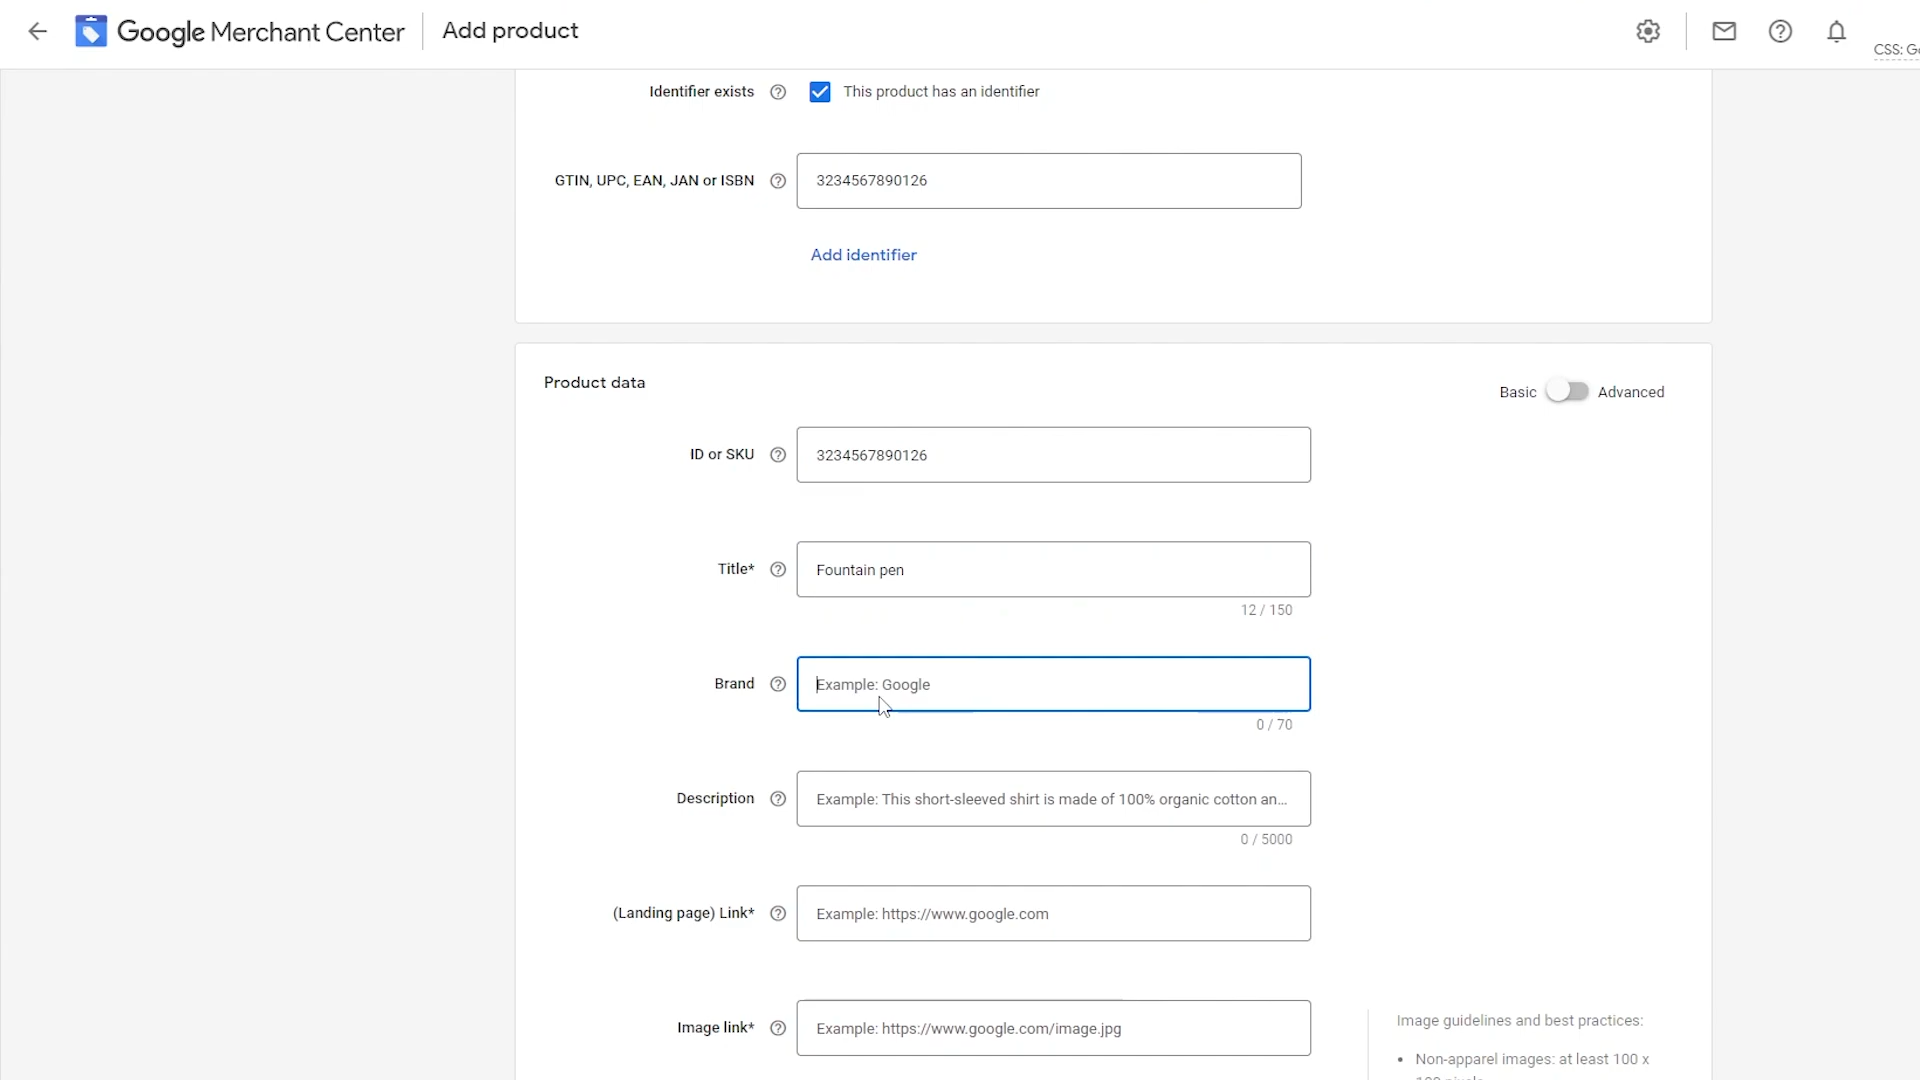 Google Merchant Center
Add product
CSS: Go
Identifier exists
This product has an identifier
GTIN, UPC, EAN, JAN or ISBN
3234567890126
Add identifier
Product data
Basic
Advanced
ID or SKU
3234567890126
Title*
Fountain pen
12 / 150
Brand
Example: Google
0 / 70
Description
Example: This short-sleeved shirt is made of 100% organic cotton an...
0 / 5000
(Landing page) Link*
Example: https://www.google.com
Image link*
Example: https://www.google.com/image.jpg
Image guidelines and best practices:
• Non-apparel images: at least 100 x